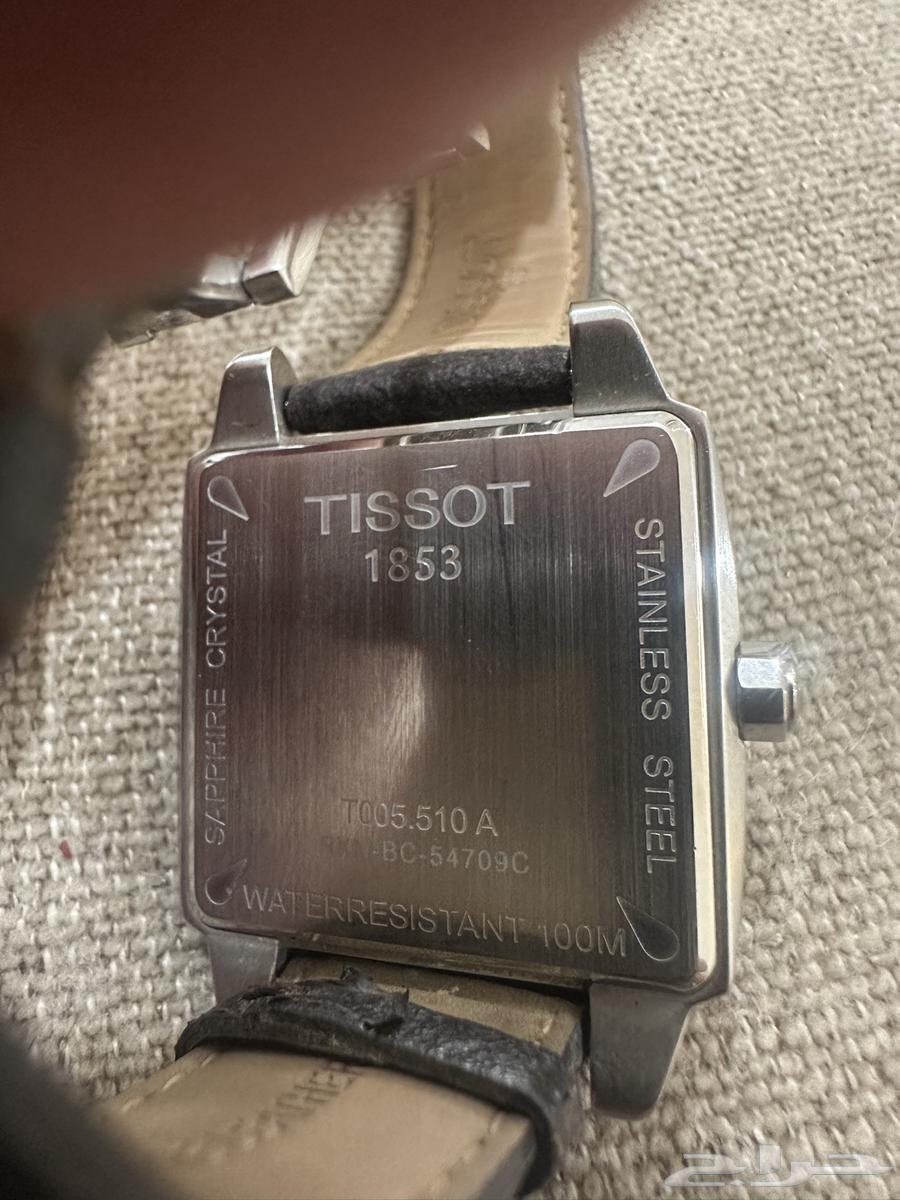 TISSOT
1853
SAPPHIRE CRYSTAL
STAINLESS STEEL
T005.510 A
-BC-54709C
WATERRESISTANT 100M
حراج